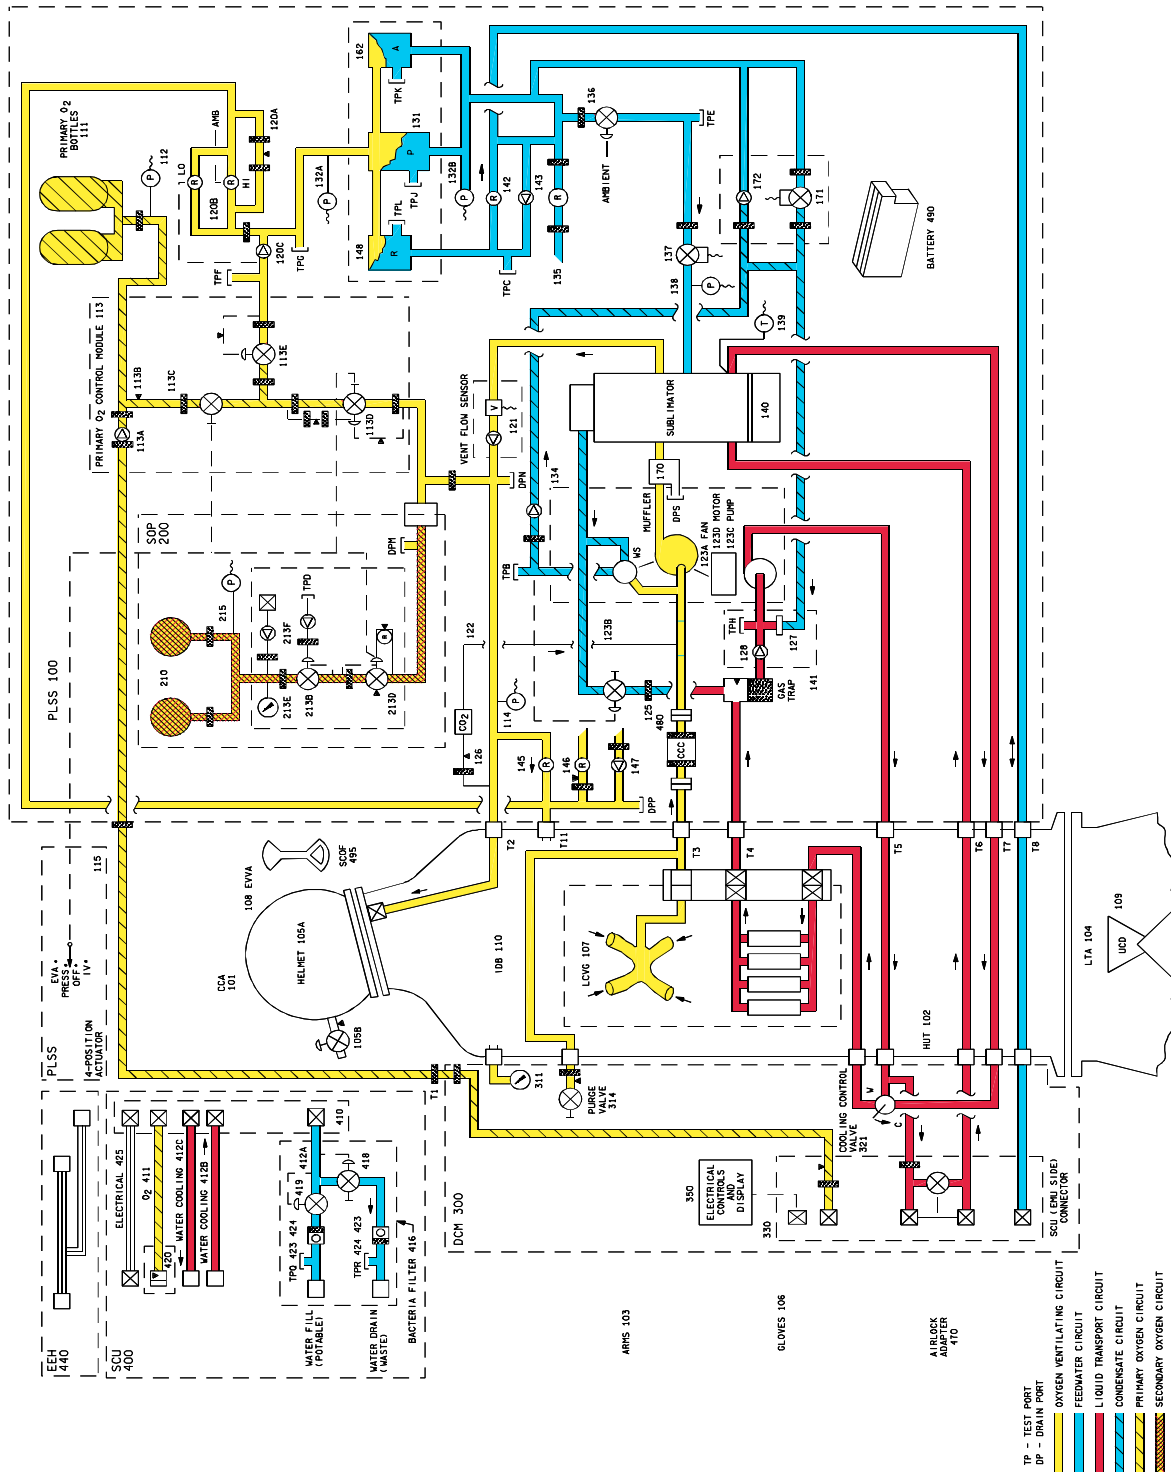 PRIMARY O2
BOTTLES
111
112
LO
AMB
120A
R
R
120B
HI
120C
TPF
TPG
132A
P
P
162
A
TPK
131
P
TPJ
TPL
148
R
132B
P
142
R
143
R
TPC
135
136
AMBIENT
TPE
137
138
P
172
171
139
T
BATTERY 490
PRIMARY O2 CONTROL MODULE 113
113A
113B
113C
113E
113D
VENT FLOW SENSOR
V
121
DPN
134
SUBLIMATOR
140
170
MUFFLER
DPS
123A FAN
123D MOTOR
123C PUMP
WS
TPB
123B
SOP
200
DPM
215
P
TPD
210
213F
213E
213B
213D
R
PLSS 100
122
CO2
126
114
P
145
R
146
R
147
DPP
125
480
CCC
TPH
128
127
GAS
TRAP
141
T2
T11
T3
T4
T5
T6
T7
T8
PLSS
115
EVA
PRESS
OFF
IV
4-POSITION
ACTUATOR
108 EVVA
SCOF
495
CCA
101
HELMET 105A
105B
IDB 110
LCVG 107
HUT 102
LTA 104
UCD
109
T1
311
PURGE
VALVE
314
COOLING CONTROL
VALVE
321
W
C
DCM 300
350
ELECTRICAL
CONTROLS
AND
DISPLAY
330
SCU (EMU SIDE)
CONNECTOR
EEH
440
SCU
400
ELECTRICAL 425
O2 411
420
WATER COOLING 412C
WATER COOLING 412B
410
412A
419
418
TPO 423 424
TPR 424 423
BACTERIA FILTER 416
WATER FILL
(POTABLE)
WATER DRAIN
(WASTE)
ARMS 103
GLOVES 106
AIRLOCK
ADAPTER
470
TP - TEST PORT
DP - DRAIN PORT
OXYGEN VENTILATING CIRCUIT
FEEDWATER CIRCUIT
LIQUID TRANSPORT CIRCUIT
CONDENSATE CIRCUIT
PRIMARY OXYGEN CIRCUIT
SECONDARY OXYGEN CIRCUIT